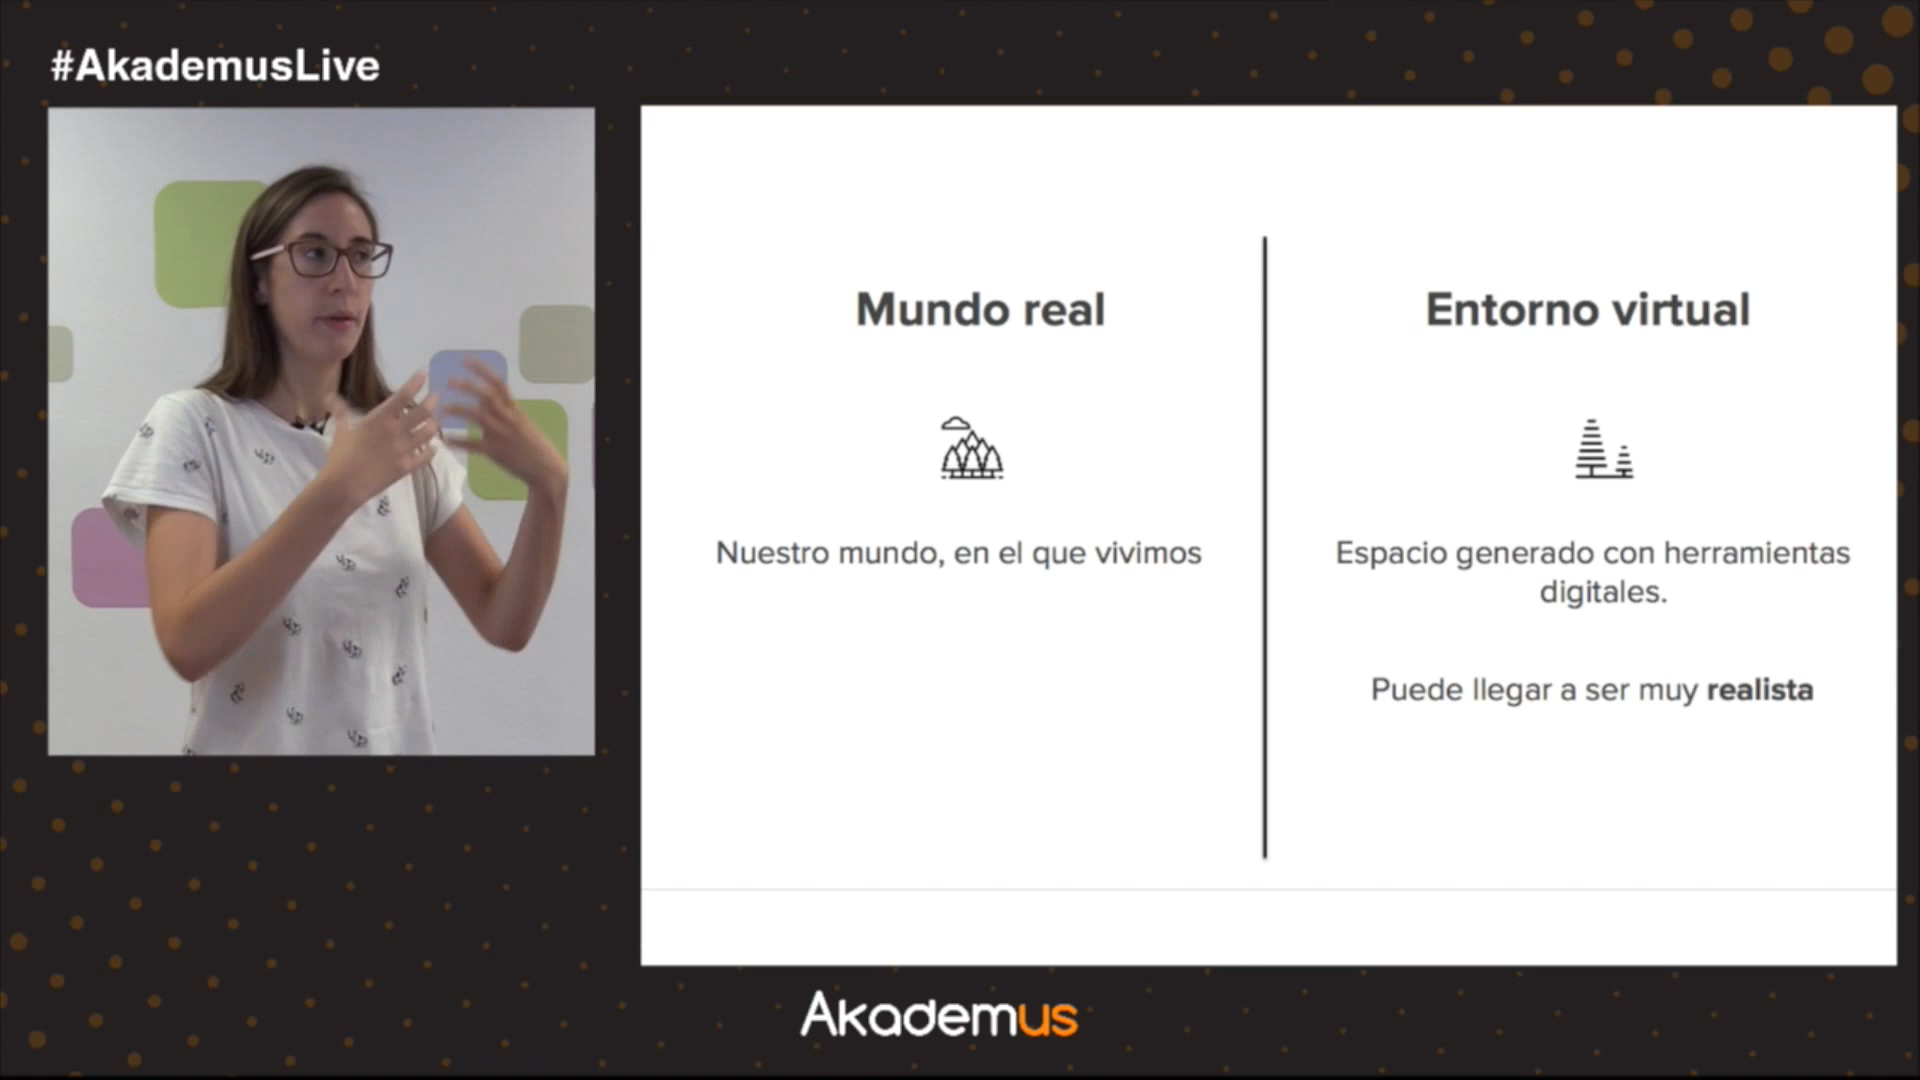 #AkademusLive
Mundo real
Nuestro mundo, en el que vivimos
Entorno virtual
Espacio generado con herramientas
digitales.
Puede llegar a ser muy realista
Akademus